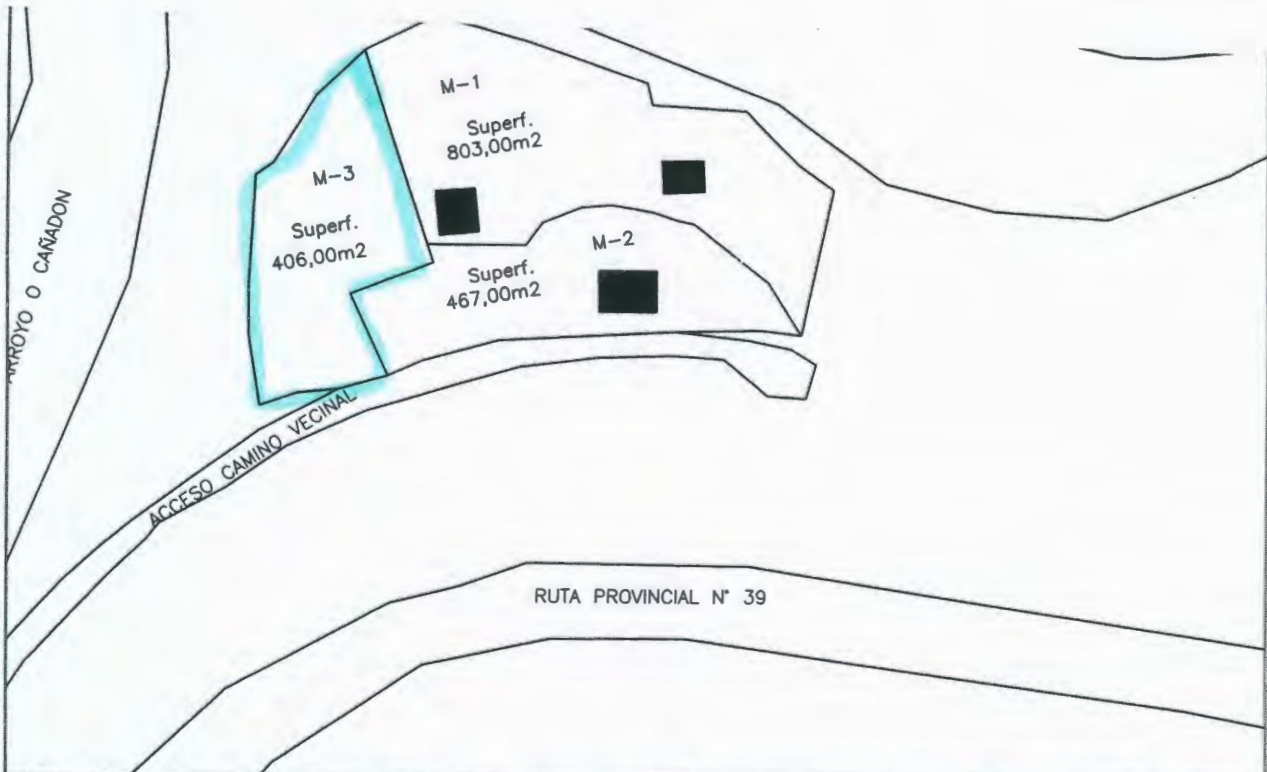 M-1
Superf.
803,00m2
M-3
Superf.
406,00m2
M-2
Superf.
467,00m2
ARROYO O CAÑADON
ACCESO CAMINO VECINAL
RUTA PROVINCIAL N° 39